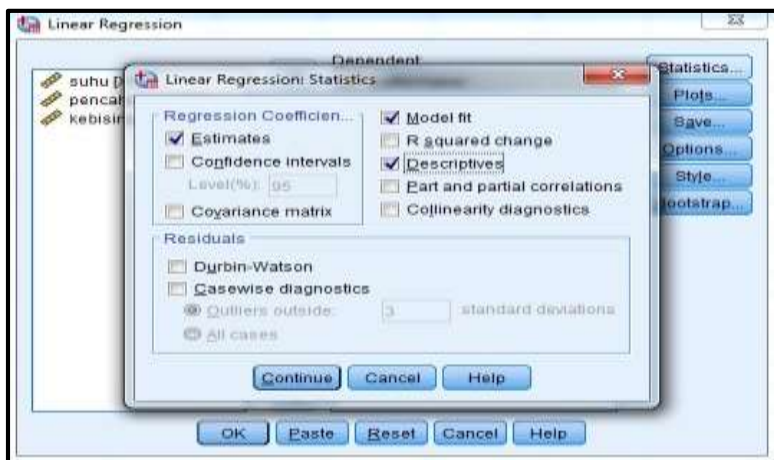 Linear Regression
Dependent
suhu [
pencah
kebisin
Statistics...
Plots...
Save...
Options...
Style...
ootstrap...
Linear Regression: Statistics
Regression Coefficien...
Estimates
Confidence intervals
Level(%): 95
Covariance matrix
Model fit
R squared change
Descriptives
Part and partial correlations
Collinearity diagnostics
Residuals
Durbin-Watson
Casewise diagnostics
Outliers outside: 3 standard deviations
All cases
Continue Cancel Help
OK Paste Reset Cancel Help